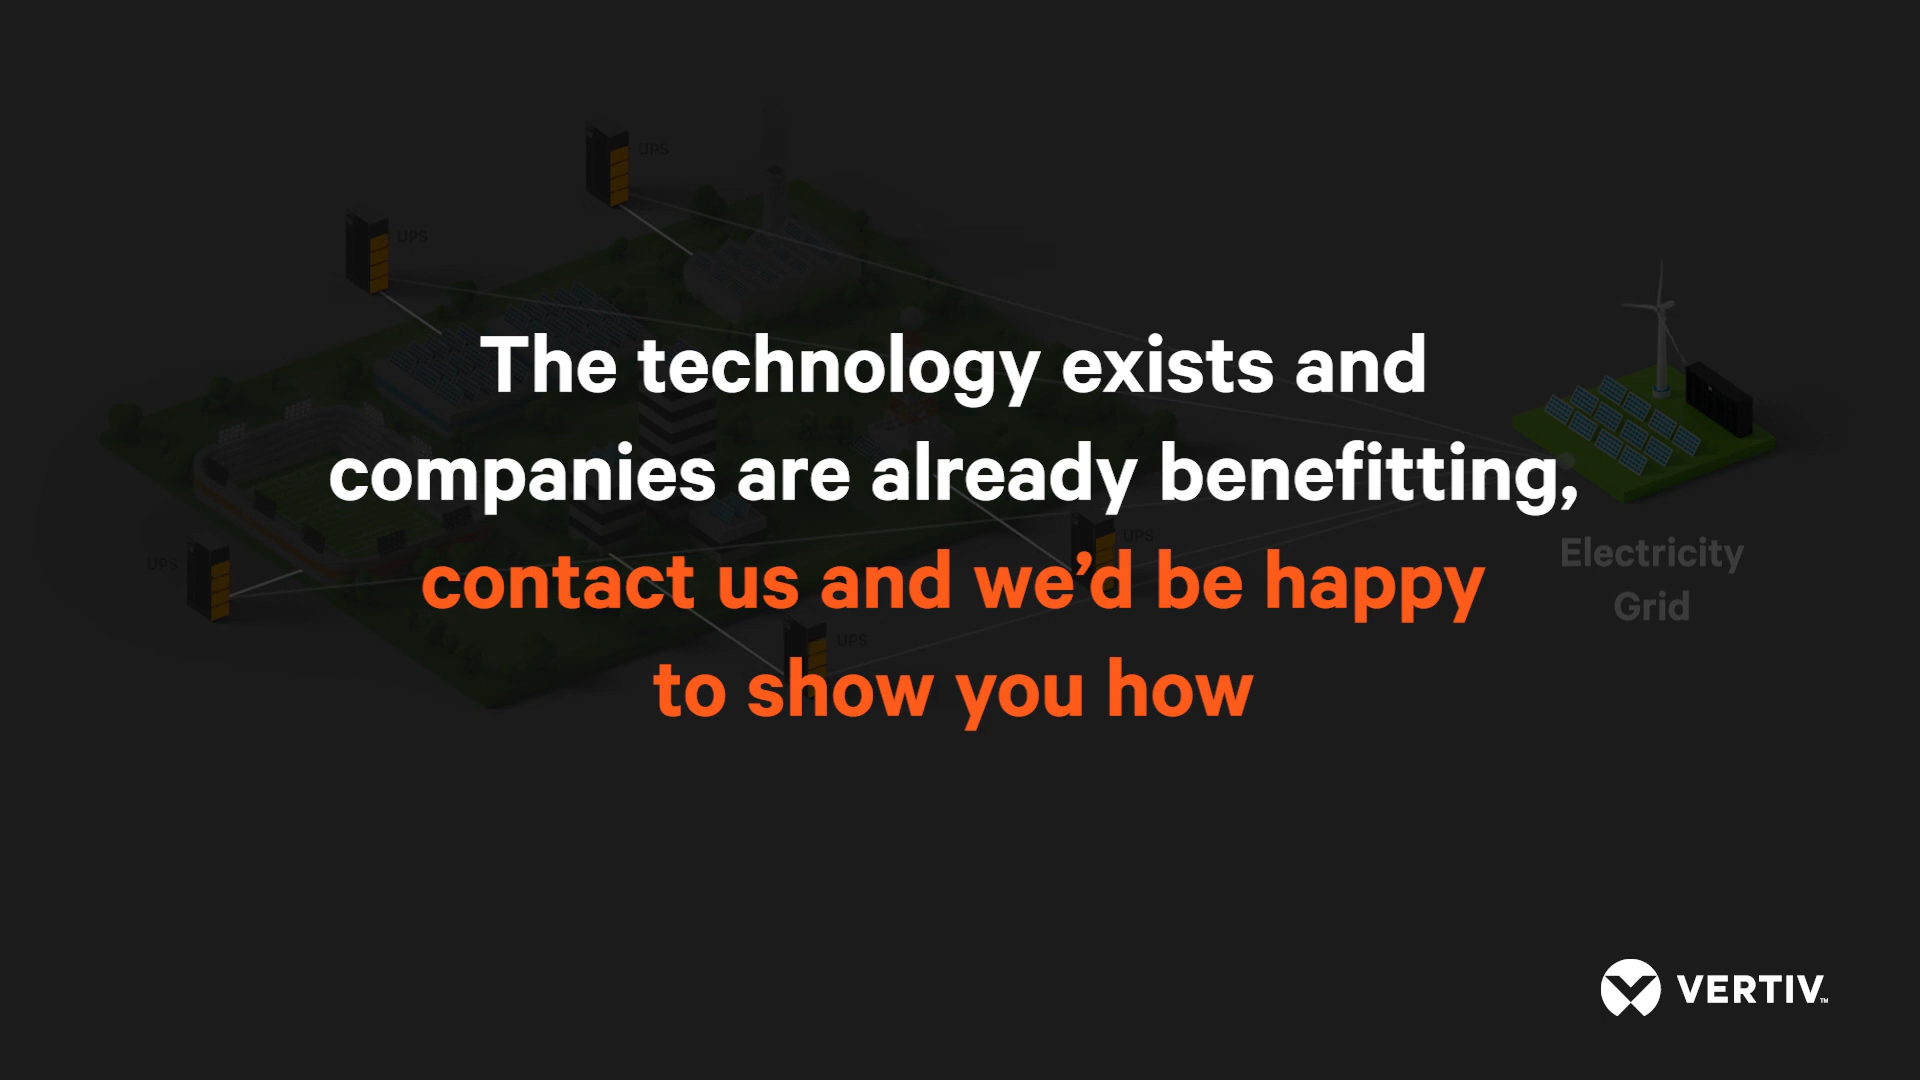 UPS
UPS
The technology exists and
companies are already benefitting,
contact us and we’d be happy
to show you how
UPS
UPS
UPS
Electricity
Grid
VERTIV™